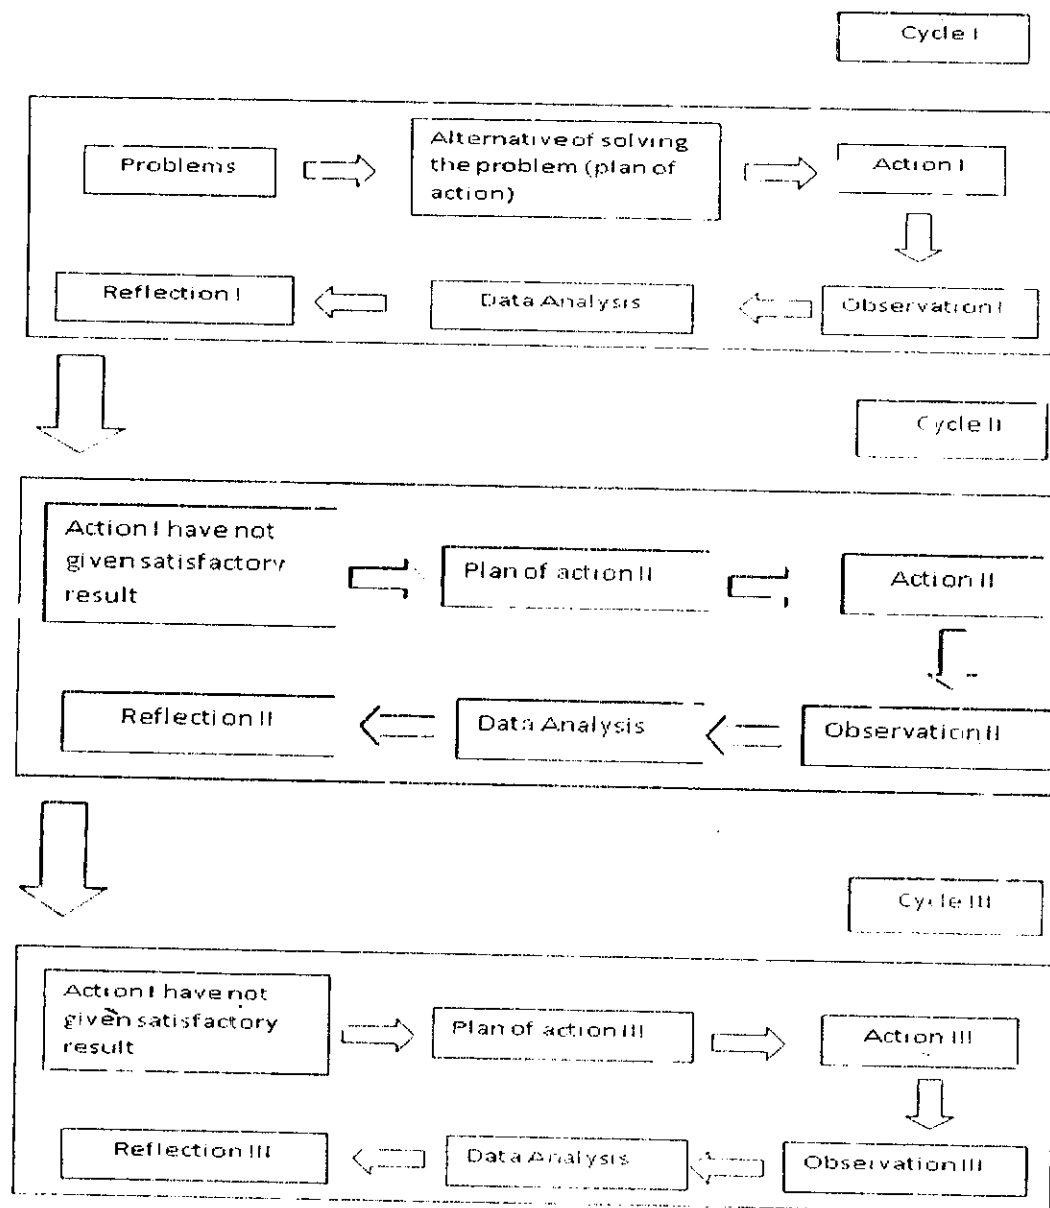 Cycle I
Problems
Alternative of solving
the problem (plan of
action)
Action I
Reflection I
Data Analysis
Observation I
Cycle II
Action I have not
given satisfactory
result
Plan of action II
Action II
Reflection II
Data Analysis
Observation II
Cycle III
Action I have not
given satisfactory
result
Plan of action III
Action III
Reflection III
Data Analysis
Observation III